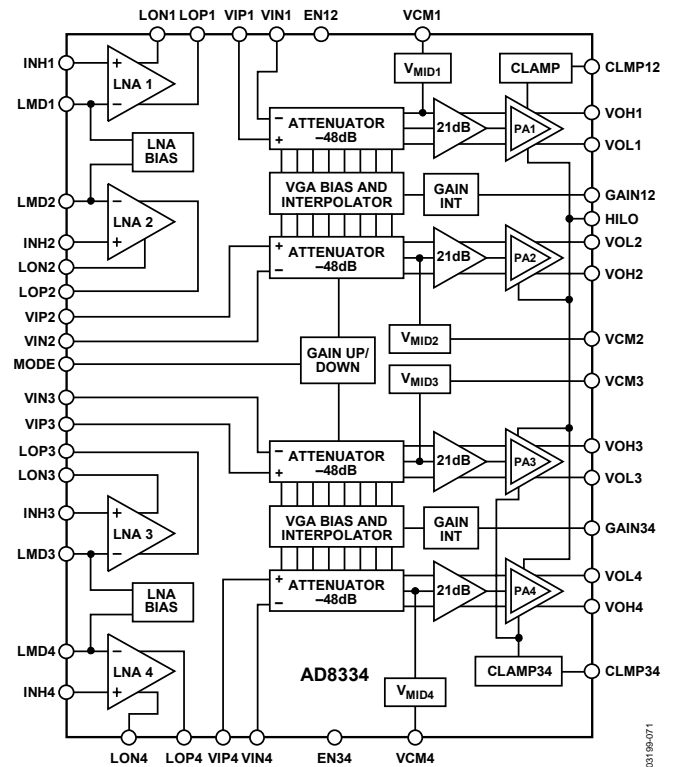 LON1 LOP1 VIP1 VIN1 EN12 VCM1
INH1
+
LNA 1
−
LMD1
LNA
BIAS
LMD2
−
LNA 2
+
INH2
LON2
LOP2
VIP2
VIN2
MODE
VIN3
VIP3
LOP3
LON3
INH3
+
LNA 3
−
LMD3
LNA
BIAS
LMD4
−
LNA 4
+
INH4
LON4 LOP4 VIP4 VIN4 EN34 VCM4
VMID1
CLAMP
CLMP12
−
+
ATTENUATOR
–48dB
21dB
PA1
VOH1
VOL1
VGA BIAS AND
INTERPOLATOR
GAIN
INT
GAIN12
HILO
+
−
ATTENUATOR
–48dB
21dB
PA2
VOL2
VOH2
VMID2
VCM2
GAIN UP/
DOWN
VMID3
VCM3
−
+
ATTENUATOR
–48dB
21dB
PA3
VOH3
VOL3
VGA BIAS AND
INTERPOLATOR
GAIN
INT
GAIN34
+
−
ATTENUATOR
–48dB
21dB
PA4
VOL4
VOH4
AD8334
VMID4
CLAMP34
CLMP34
03199-071